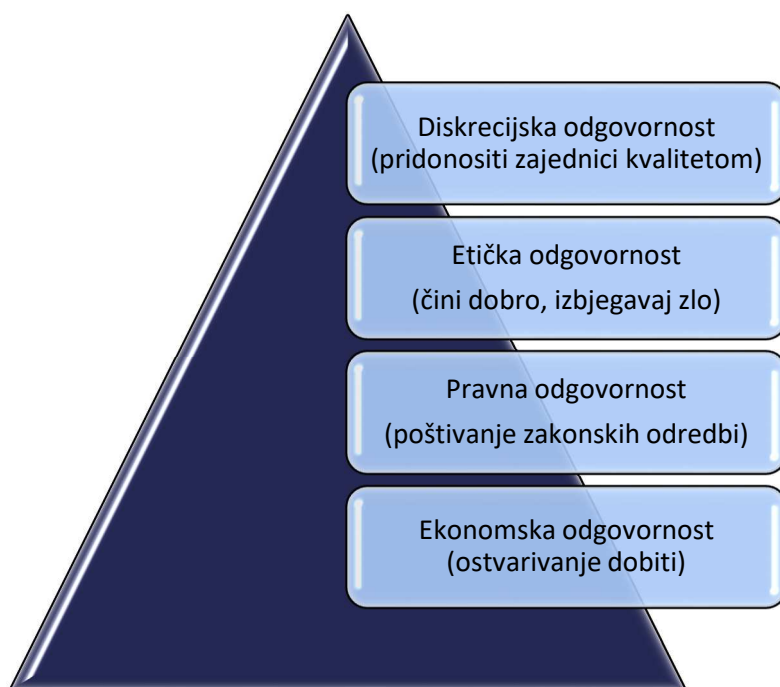 Diskrecijska odgovornost
(pridonositi zajednici kvalitetom)
Etička odgovornost
(čini dobro, izbjegavaj zlo)
Pravna odgovornost
(poštivanje zakonskih odredbi)
Ekonomska odgovornost
(ostvarivanje dobiti)